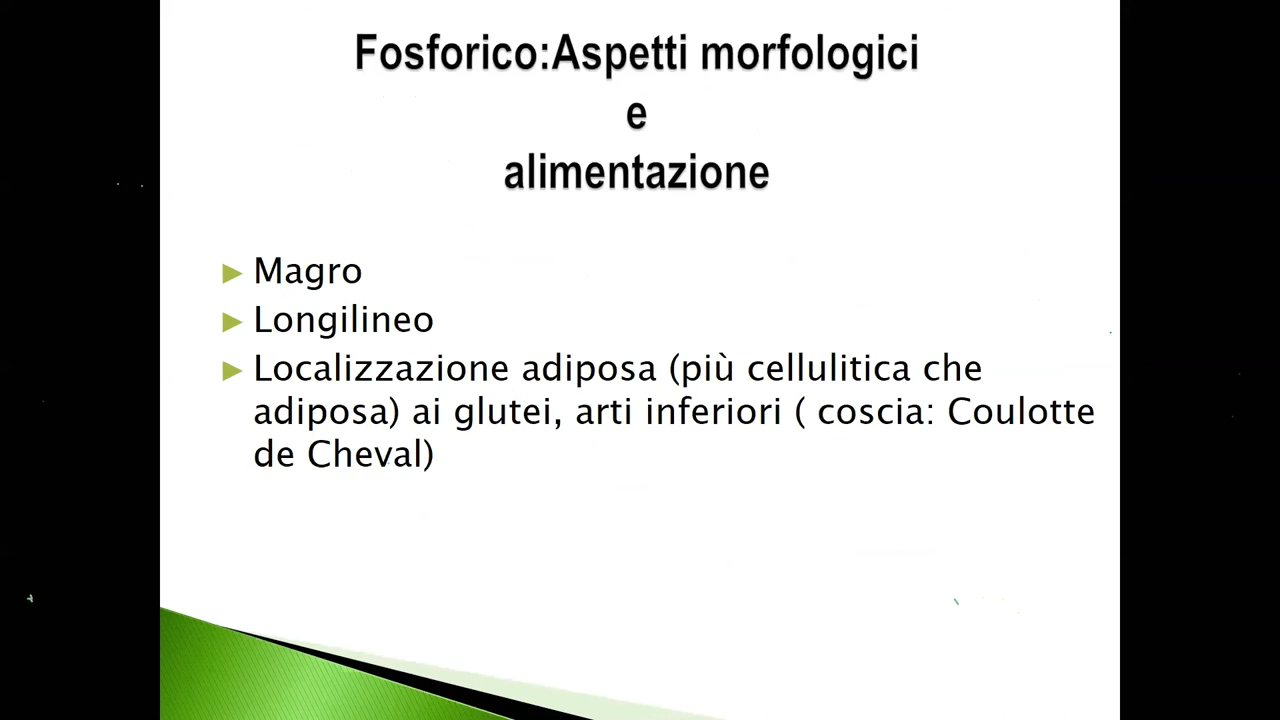 Fosforico:Aspetti morfologici
e
alimentazione
Magro
Longilineo
Localizzazione adiposa (più cellulitica che
adiposa) ai glutei, arti inferiori ( coscia: Coulotte
de Cheval)